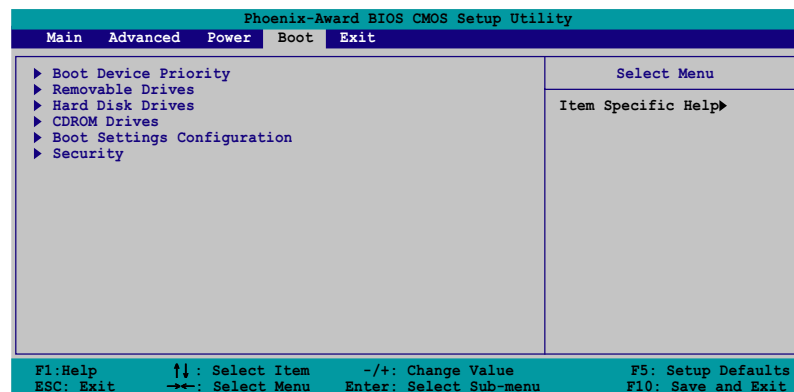 Phoenix-Award BIOS CMOS Setup Utility
Main Advanced Power Boot Exit
Boot Device Priority
Removable Drives
Hard Disk Drives
CDROM Drives
Boot Settings Configuration
Security
Select Menu
Item Specific Help
F1:Help ↑↓: Select Item -/+: Change Value F5: Setup Defaults
ESC: Exit →←: Select Menu Enter: Select Sub-menu F10: Save and Exit